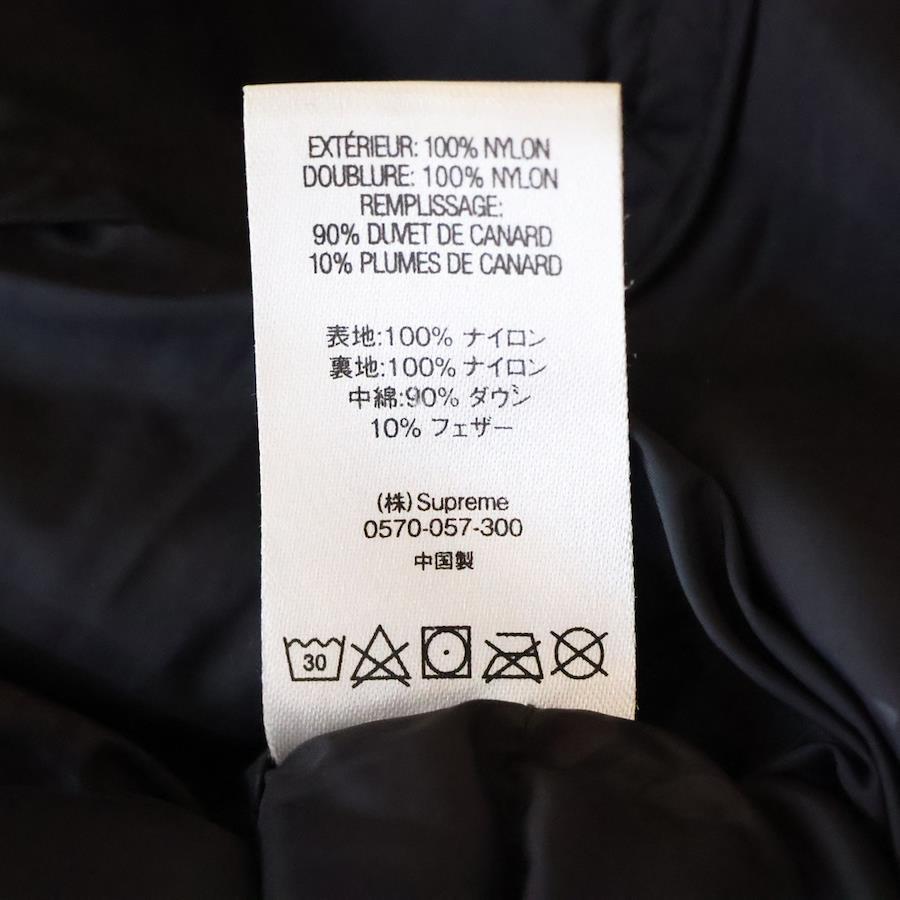 EXTÉRIEUR: 100% NYLON
DOUBLURE: 100% NYLON
REMPLISSAGE:
90% DUVET DE CANARD
10% PLUMES DE CANARD
表地:100% ナイロン
裏地:100% ナイロン
中綿:90% ダウン
10% フェザー
(株) Supreme
0570-057-300
中国製
30